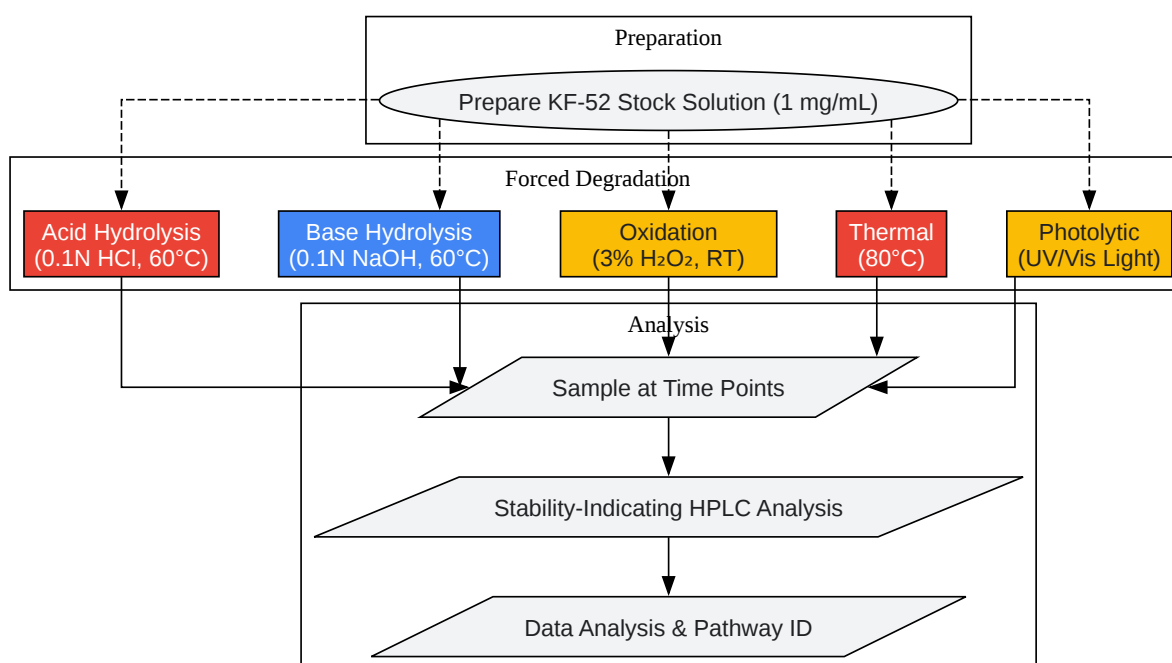 Preparation
Prepare KF-52 Stock Solution (1 mg/mL)
Forced Degradation
Acid Hydrolysis
(0.1N HCl, 60°C)
Base Hydrolysis
(0.1N NaOH, 60°C)
Oxidation
(3% H₂O₂, RT)
Thermal
(80°C)
Photolytic
(UV/Vis Light)
Analysis
Sample at Time Points
Stability-Indicating HPLC Analysis
Data Analysis & Pathway ID